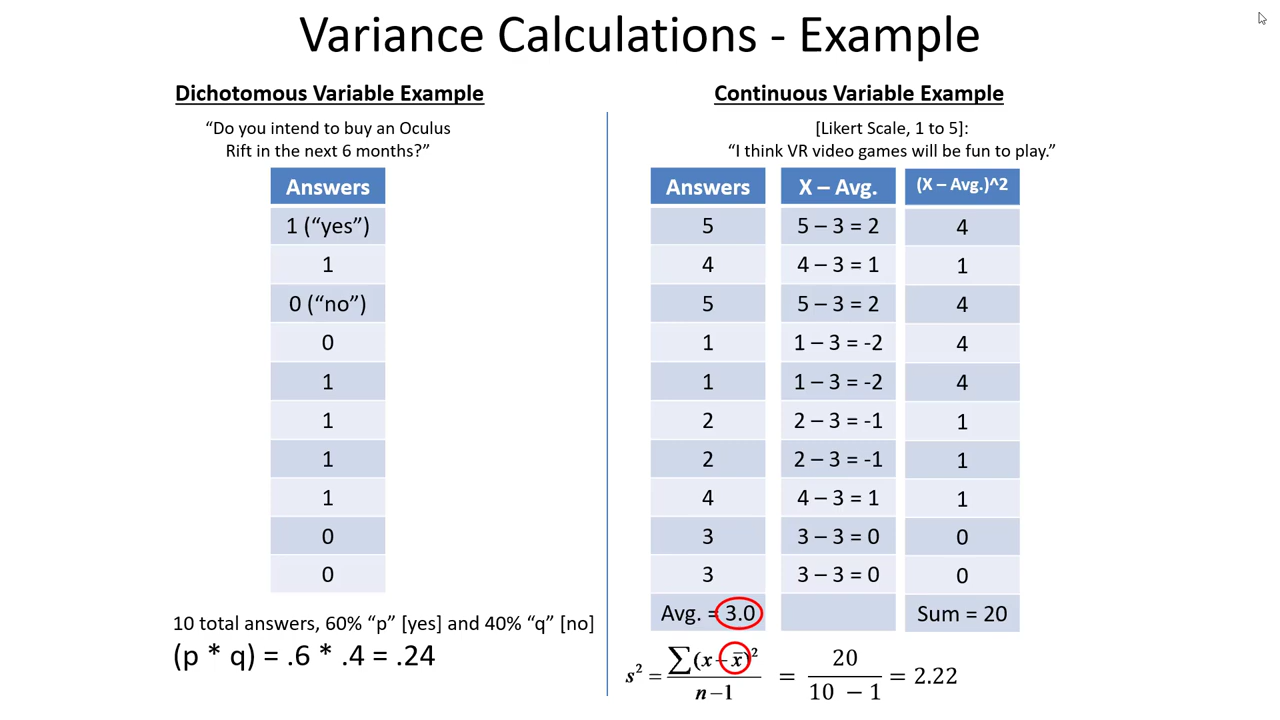 Variance Calculations - Example
Dichotomous Variable Example
“Do you intend to buy an Oculus
Rift in the next 6 months?”
Answers
1 (“yes”)
1
0 (“no”)
0
1
1
1
1
0
0
10 total answers, 60% “p” [yes] and 40% “q” [no]
(p * q) = .6 * .4 = .24
Continuous Variable Example
[Likert Scale, 1 to 5]:
“I think VR video games will be fun to play.”
Answers X – Avg. (X – Avg.)^2
5 5 – 3 = 2 4
4 4 – 3 = 1 1
5 5 – 3 = 2 4
1 1 – 3 = -2 4
1 1 – 3 = -2 4
2 2 – 3 = -1 1
2 2 – 3 = -1 1
4 4 – 3 = 1 1
3 3 – 3 = 0 0
3 3 – 3 = 0 0
Avg. = 3.0 Sum = 20
s² = ∑(x – x̄)² / n – 1 = 20 / 10 – 1 = 2.22